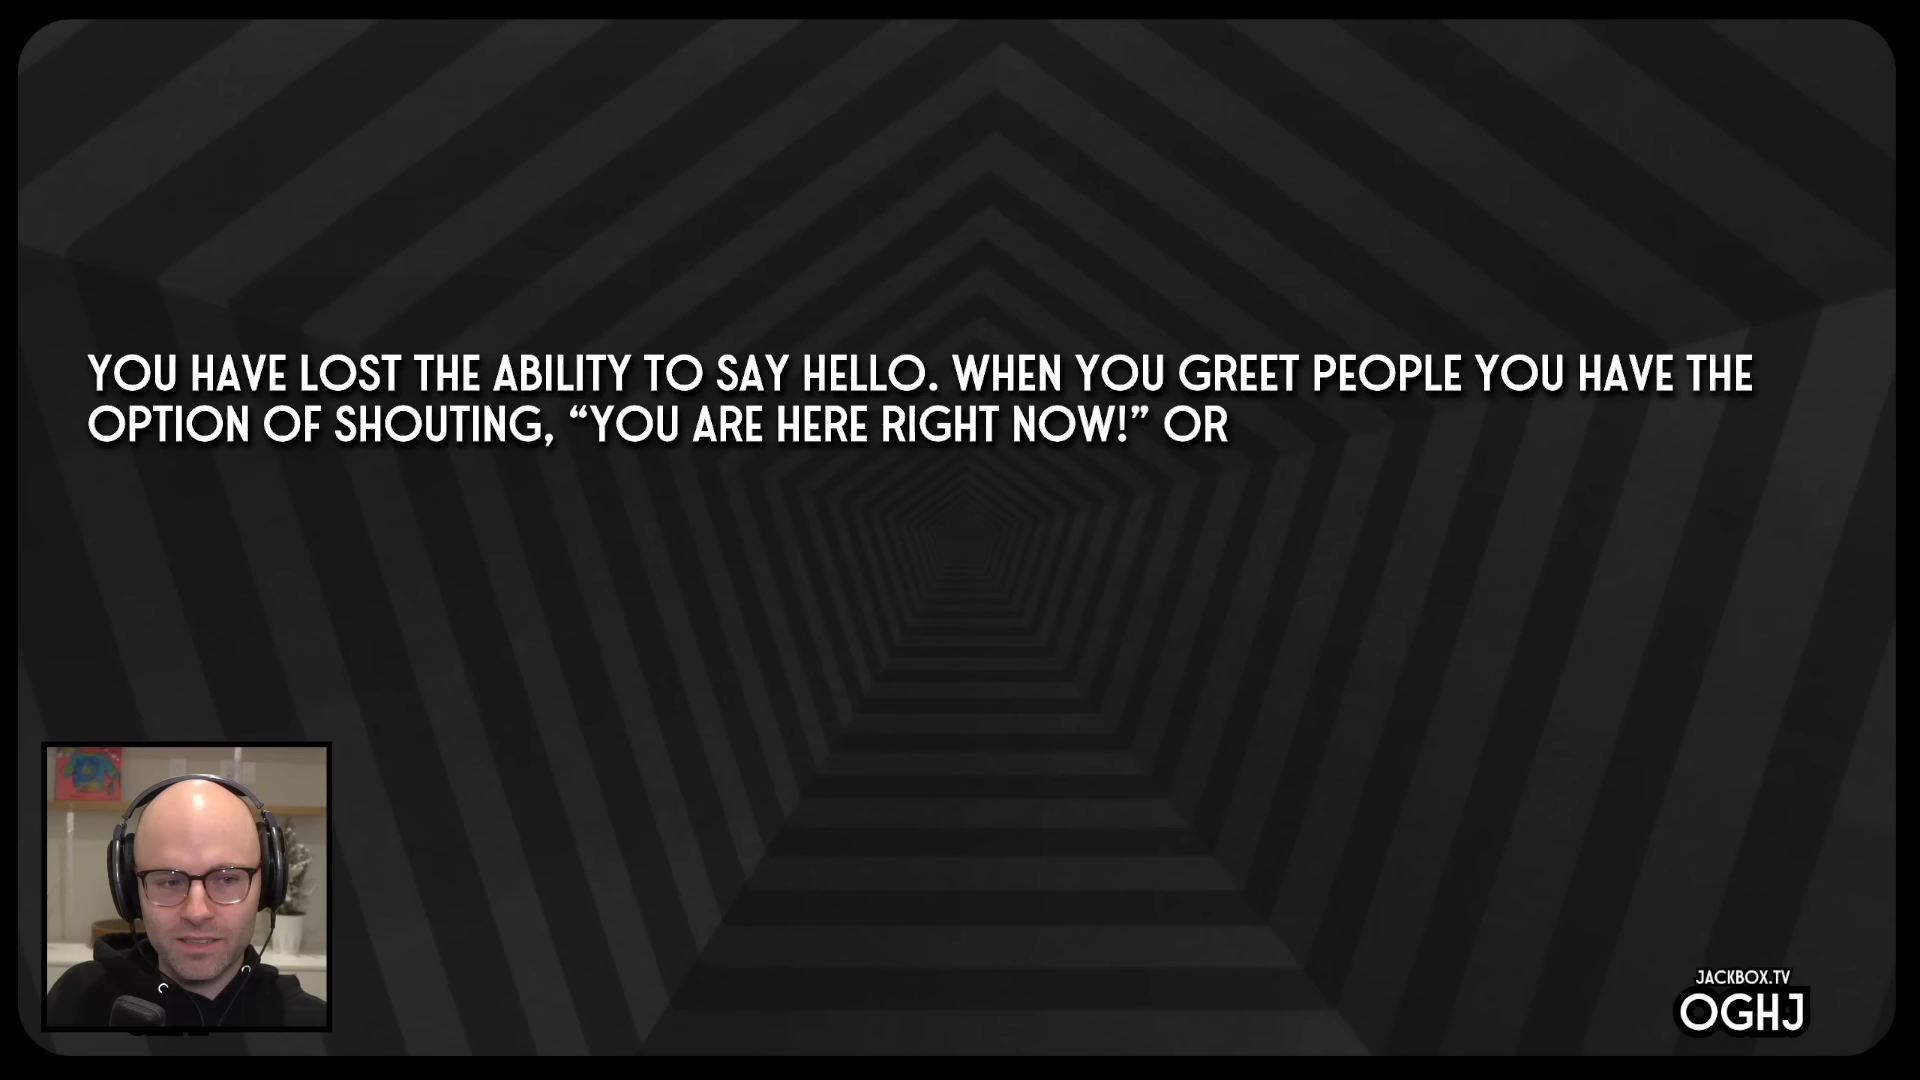 YOU HAVE LOST THE ABILITY TO SAY HELLO. WHEN YOU GREET PEOPLE YOU HAVE THE
OPTION OF SHOUTING, “YOU ARE HERE RIGHT NOW!” OR
JACKBOX.TV
OGHJ